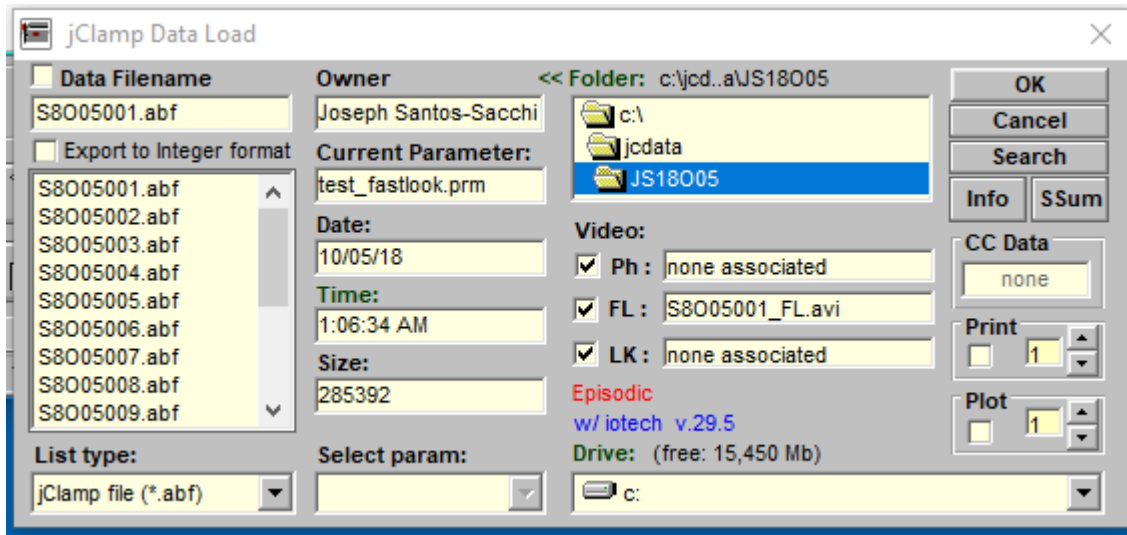 jClamp Data Load
Data Filename
S8O05001.abf
Export to Integer format
S8O05001.abf
S8O05002.abf
S8O05003.abf
S8O05004.abf
S8O05005.abf
S8O05006.abf
S8O05007.abf
S8O05008.abf
S8O05009.abf
List type:
jClamp file (*.abf)
Owner
Joseph Santos-Sacchi
Current Parameter:
test_fastlook.prm
Date:
10/05/18
Time:
1:06:34 AM
Size:
285392
Select param:
<< Folder: c:\jcd..a\JS18O05
c:\
jcdata
JS18O05
Video:
Ph : none associated
FL : S8O05001_FL.avi
LK : none associated
Episodic
w/ iotech v.29.5
Drive: (free: 15,450 Mb)
c:
OK
Cancel
Search
Info SSum
CC Data
none
Print
1
Plot
1